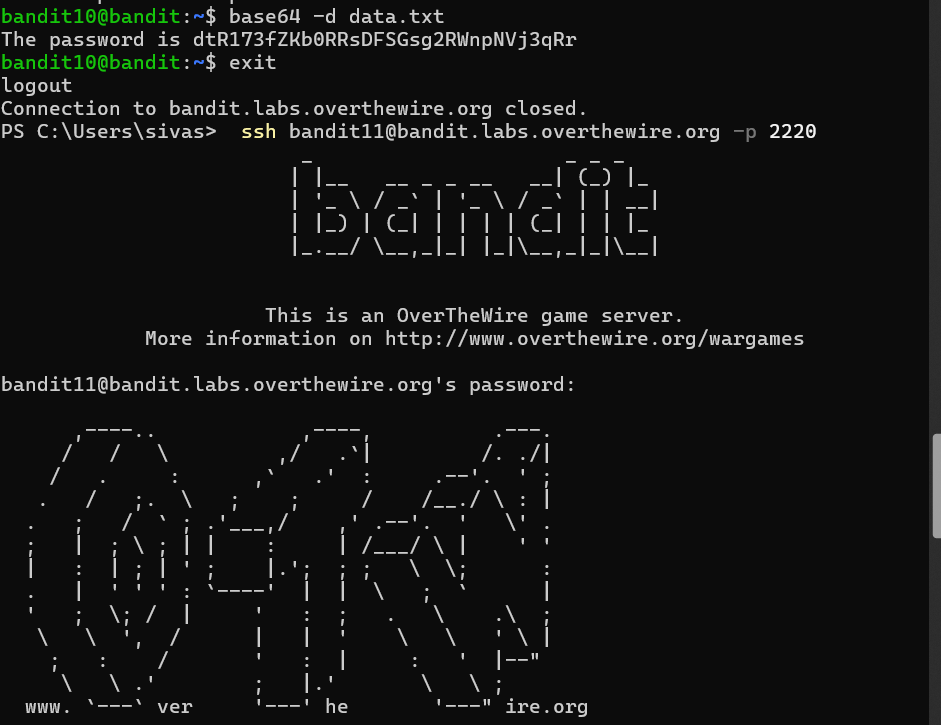 bandit10@bandit:~$ base64 -d data.txt
The password is dtR173fZKb0RRsDFSGsg2RWnpNVj3qRr
bandit10@bandit:~$ exit
logout
Connection to bandit.labs.overthewire.org closed.
PS C:\Users\sivas>  ssh bandit11@bandit.labs.overthewire.org -p 2220
bandit
This is an OverTheWire game server.
More information on http://www.overthewire.org/wargames
bandit11@bandit.labs.overthewire.org's password:
www. ver he ire.org